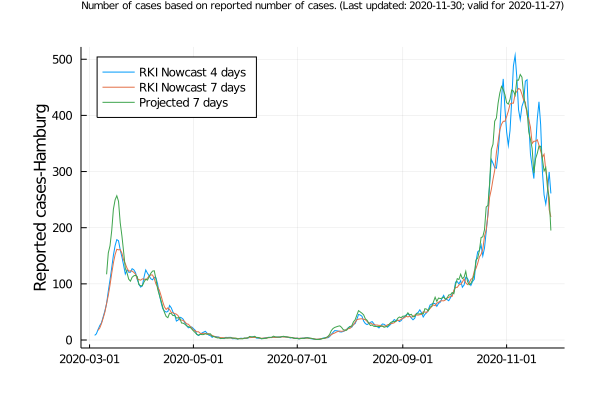 Number of cases based on reported number of cases. (Last updated: 2020-11-30; valid for 2020-11-27)
500
400
300
200
100
0
Reported cases-Hamburg
RKI Nowcast 4 days
RKI Nowcast 7 days
Projected 7 days
2020-03-01 2020-05-01 2020-07-01 2020-09-01 2020-11-01